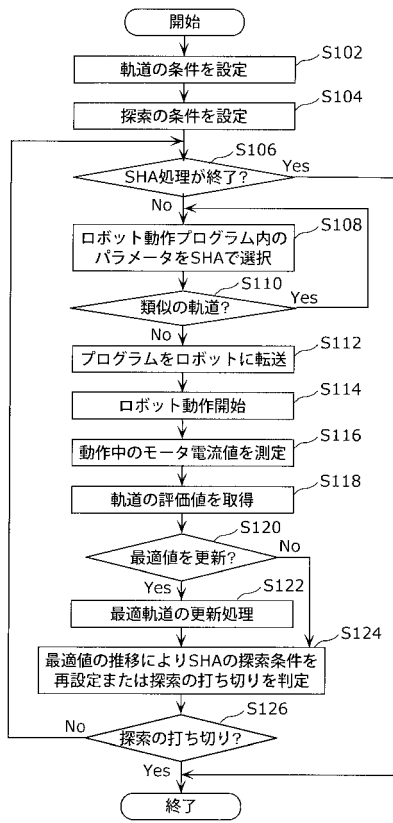 開始
S102
軌道の条件を設定
S104
探索の条件を設定
S106
SHA処理が終了?
Yes
No
S108
ロボット動作プログラム内の
パラメータをSHAで選択
S110
類似の軌道?
Yes
No
S112
プログラムをロボットに転送
S114
ロボット動作開始
S116
動作中のモータ電流値を測定
S118
軌道の評価値を取得
S120
最適値を更新?
No
Yes
S122
最適軌道の更新処理
S124
最適値の推移によりSHAの探索条件を
再設定または探索の打ち切りを判定
S126
No
探索の打ち切り?
Yes
終了